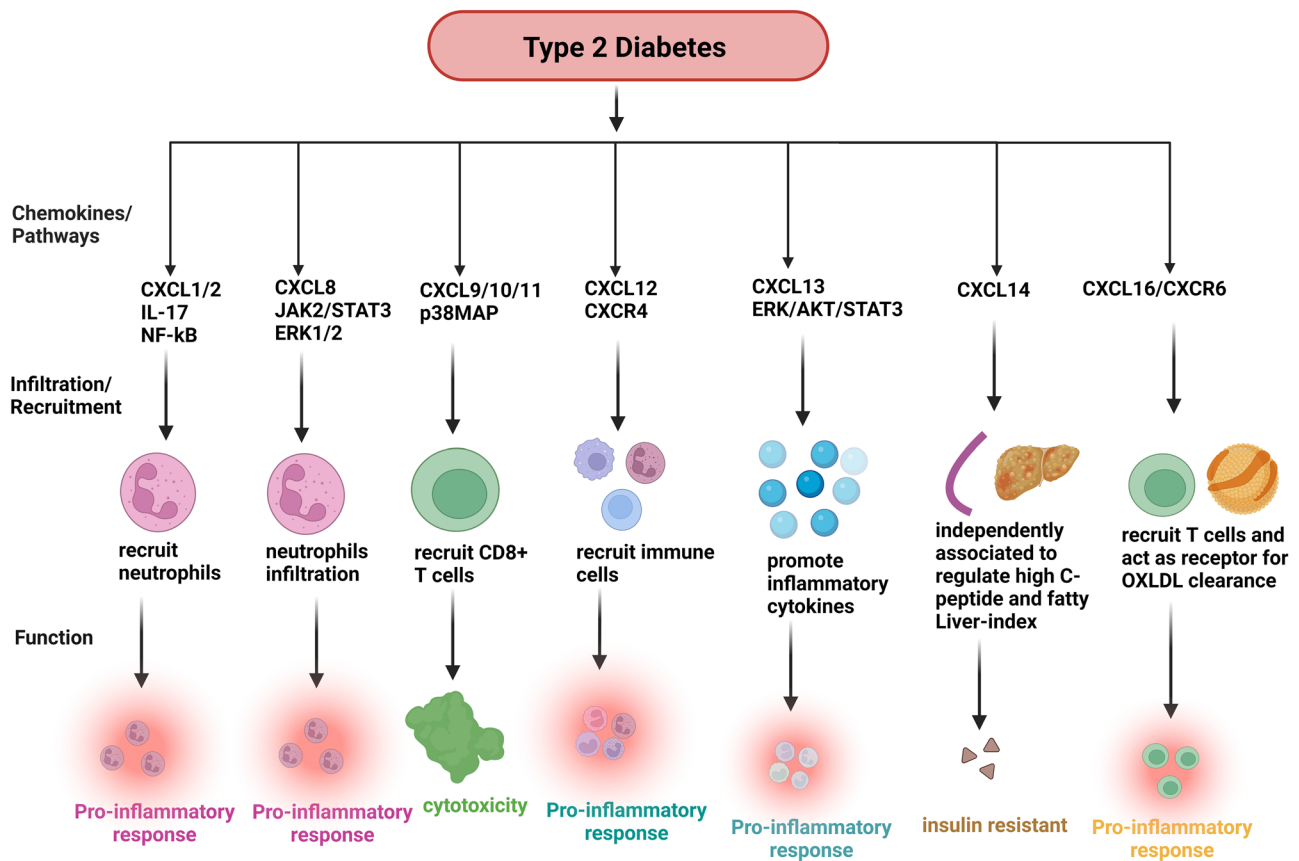 Type 2 Diabetes
Chemokines/
Pathways
CXCL1/2
IL-17
NF-kB
CXCL8
JAK2/STAT3
ERK1/2
CXCL9/10/11
p38MAP
CXCL12
CXCR4
CXCL13
ERK/AKT/STAT3
CXCL14
CXCL16/CXCR6
Infiltration/
Recruitment
recruit
neutrophils
neutrophils
infiltration
recruit CD8+
T cells
recruit immune
cells
promote
inflammatory
cytokines
independently
associated to
regulate high C-
peptide and fatty
Liver-index
recruit T cells and
act as receptor for
OXLDL clearance
Function
Pro-inflammatory
response
Pro-inflammatory
response
cytotoxicity
Pro-inflammatory
response
Pro-inflammatory
response
insulin resistant
Pro-inflammatory
response